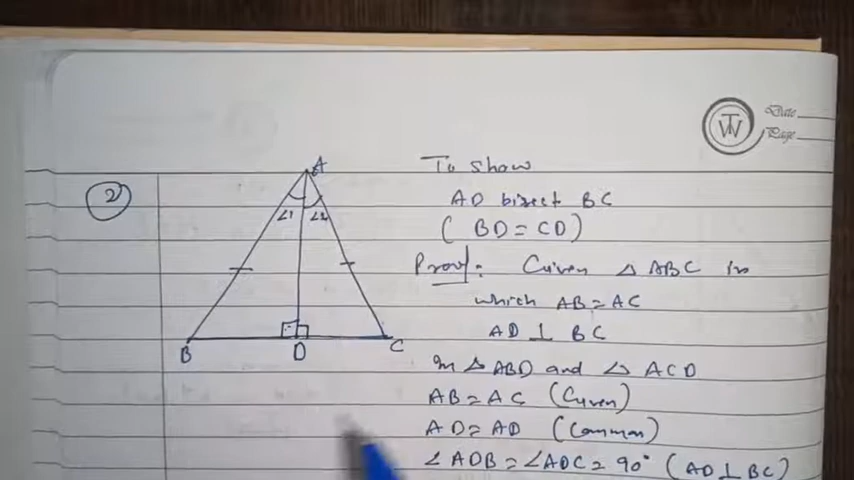 TW
Date
Page
2
A
∠1 ∠2
B D C
To show
AD bisect BC
( BD = CD )
Proof: Given △ ABC in
which AB = AC
AD ⊥ BC
In △ ABD and △ ACD
AB = AC (Given)
AD = AD (Common)
∠ ADB = ∠ADC = 90° ( AD ⊥ BC )